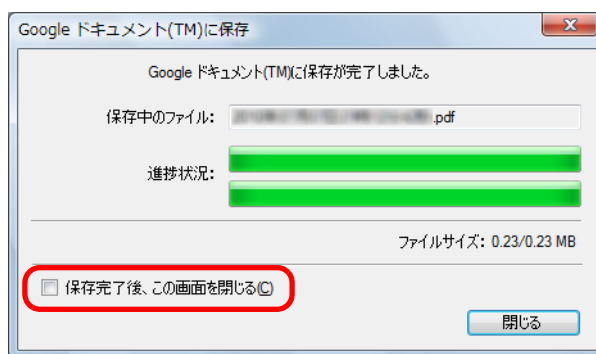 Google ドキュメント(TM)に保存
Google ドキュメント(TM)に保存が完了しました。
保存中のファイル: .pdf
進捗状況:
ファイルサイズ: 0.23/0.23 MB
保存完了後、この画面を閉じる(C)
閉じる